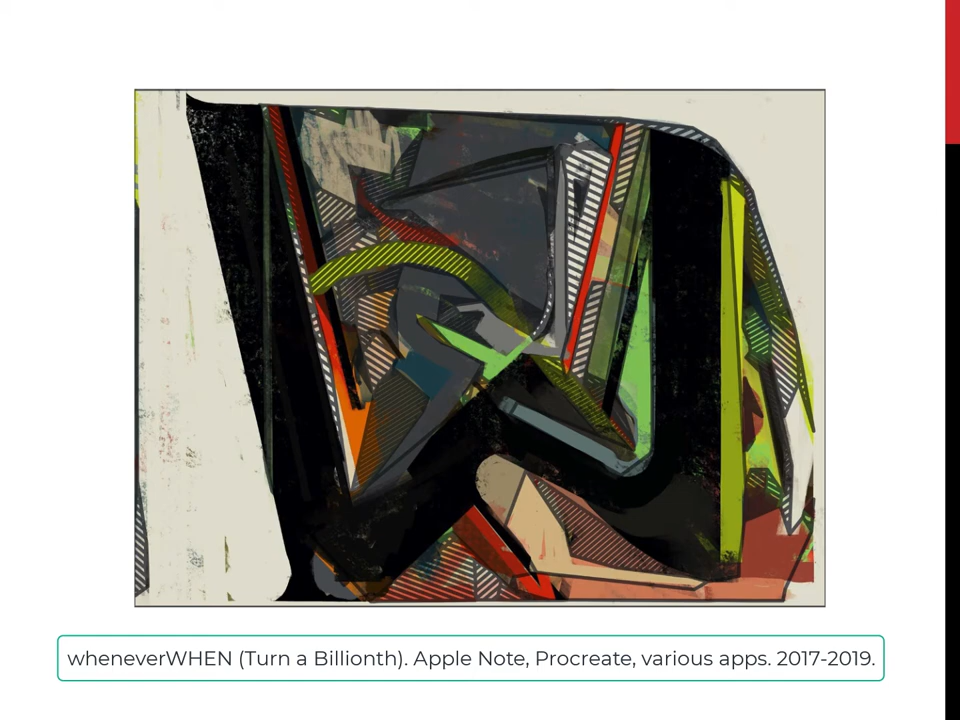 wheneverWHEN (Turn a Billionth). Apple Note, Procreate, various apps. 2017-2019.